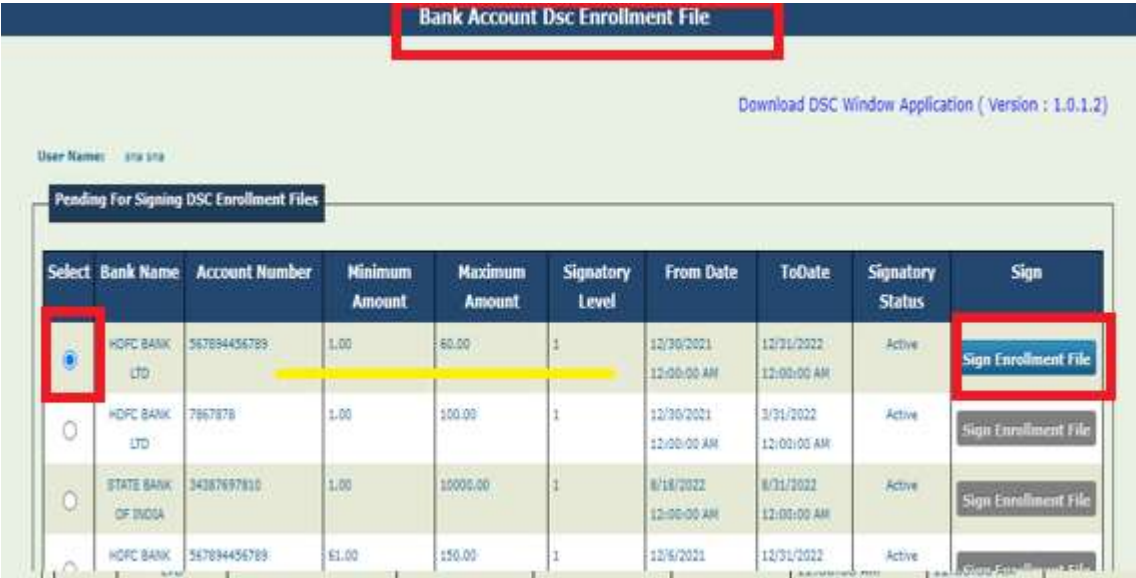 Bank Account Dsc Enrollment File
Download DSC Window Application ( Version : 1.0.1.2)
User Name: sna sna
Pending For Signing DSC Enrollment Files
Select Bank Name Account Number Minimum Amount Maximum Amount Signatory Level From Date ToDate Signatory Status Sign
HDFC BANK LTD 567894456789 1.00 60.00 1 12/30/2021 12:00:00 AM 12/31/2022 12:00:00 AM Active Sign Enrollment File
HDFC BANK LTD 7867878 1.00 100.00 1 12/30/2021 12:00:00 AM 3/31/2022 12:00:00 AM Active Sign Enrollment File
STATE BANK OF INDIA 34387697810 1.00 10000.00 1 8/18/2022 12:00:00 AM 8/31/2022 12:00:00 AM Active Sign Enrollment File
HDFC BANK 567894456789 61.00 150.00 1 12/6/2021 12/31/2022 Active Sign Enrollment File